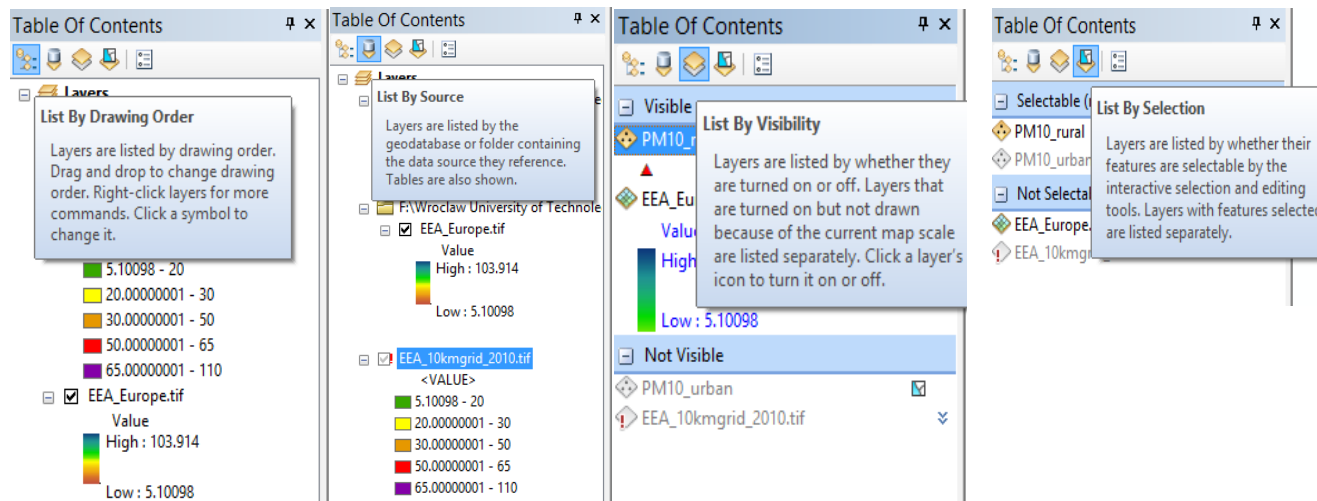 Table Of Contents
Layers
List By Drawing Order
Layers are listed by drawing order.
Drag and drop to change drawing
order. Right-click layers for more
commands. Click a symbol to
change it.
5.10098 - 20
20.00000001 - 30
30.00000001 - 50
50.00000001 - 65
65.00000001 - 110
EEA_Europe.tif
Value
High : 103.914
Low : 5.10098
Table Of Contents
Layers
List By Source
Layers are listed by the
geodatabase or folder containing
the data source they reference.
Tables are also shown.
F:\Wroclaw University of Technole
EEA_Europe.tif
Value
High : 103.914
Low : 5.10098
EEA_10kmgrid_2010.tif
<VALUE>
5.10098 - 20
20.00000001 - 30
30.00000001 - 50
50.00000001 - 65
65.00000001 - 110
Table Of Contents
Visible
PM10_r
List By Visibility
Layers are listed by whether they
are turned on or off. Layers that
are turned on but not drawn
because of the current map scale
are listed separately. Click a layer's
icon to turn it on or off.
EEA_Eu
Valu
High
Low : 5.10098
Not Visible
PM10_urban
EEA_10kmgrid_2010.tif
Table Of Contents
Selectable (
List By Selection
Layers are listed by whether their
features are selectable by the
interactive selection and editing
tools. Layers with features selected
are listed separately.
PM10_rural
PM10_urban
Not Selectal
EEA_Europe.
EEA_10kmgr